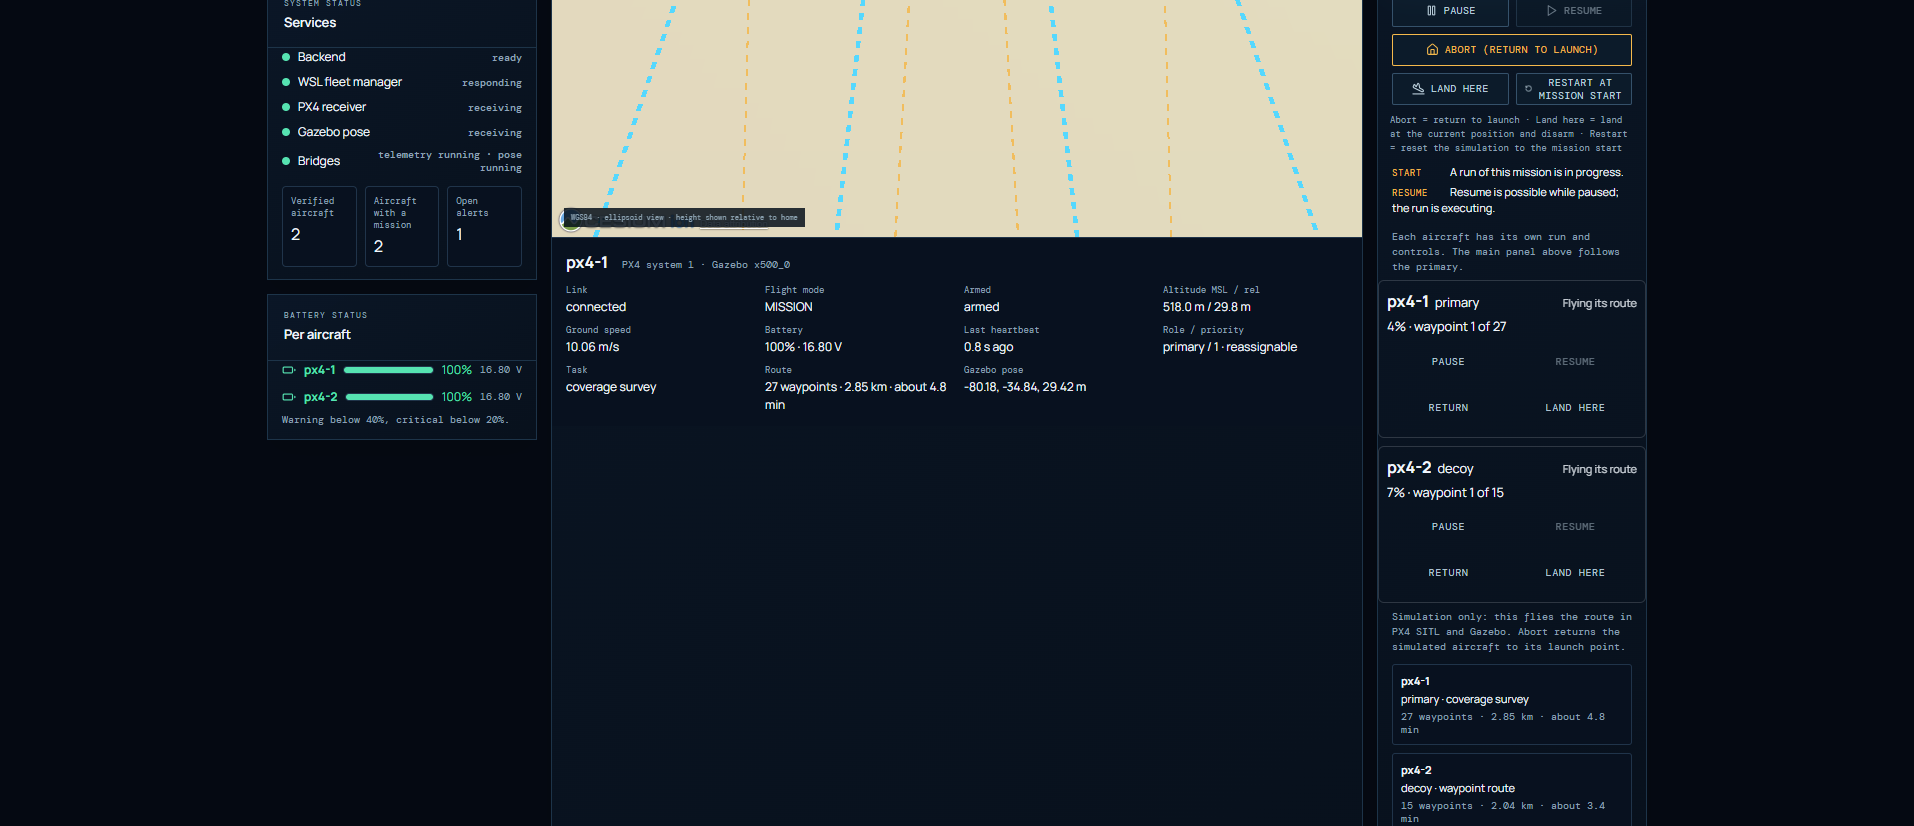 SYSTEM STATUS
Services
Backend ready
WSL fleet manager responding
PX4 receiver receiving
Gazebo pose receiving
Bridges telemetry running · pose
running
Verified
aircraft
2
Aircraft
with a
mission
2
Open
alerts
1
BATTERY STATUS
Per aircraft
px4-1 100% 16.80 V
px4-2 100% 16.80 V
Warning below 40%, critical below 20%.
WGS84 · ellipsoid view · height shown relative to home
px4-1 PX4 system 1 · Gazebo x500_0
Link
connected
Flight mode
MISSION
Armed
armed
Altitude MSL / rel
518.0 m / 29.8 m
Ground speed
10.06 m/s
Battery
100% · 16.80 V
Last heartbeat
0.8 s ago
Role / priority
primary / 1 · reassignable
Task
coverage survey
Route
27 waypoints · 2.85 km · about 4.8
min
Gazebo pose
-80.18, -34.84, 29.42 m
PAUSE
RESUME
ABORT (RETURN TO LAUNCH)
LAND HERE
RESTART AT
MISSION START
Abort = return to launch · Land here = land
at the current position and disarm · Restart
= reset the simulation to the mission start
START A run of this mission is in progress.
RESUME Resume is possible while paused;
the run is executing.
Each aircraft has its own run and
controls. The main panel above follows
the primary.
px4-1 primary Flying its route
4% · waypoint 1 of 27
PAUSE RESUME
RETURN LAND HERE
px4-2 decoy Flying its route
7% · waypoint 1 of 15
PAUSE RESUME
RETURN LAND HERE
Simulation only: this flies the route in
PX4 SITL and Gazebo. Abort returns the
simulated aircraft to its launch point.
px4-1
primary · coverage survey
27 waypoints · 2.85 km · about 4.8
min
px4-2
decoy · waypoint route
15 waypoints · 2.04 km · about 3.4
min